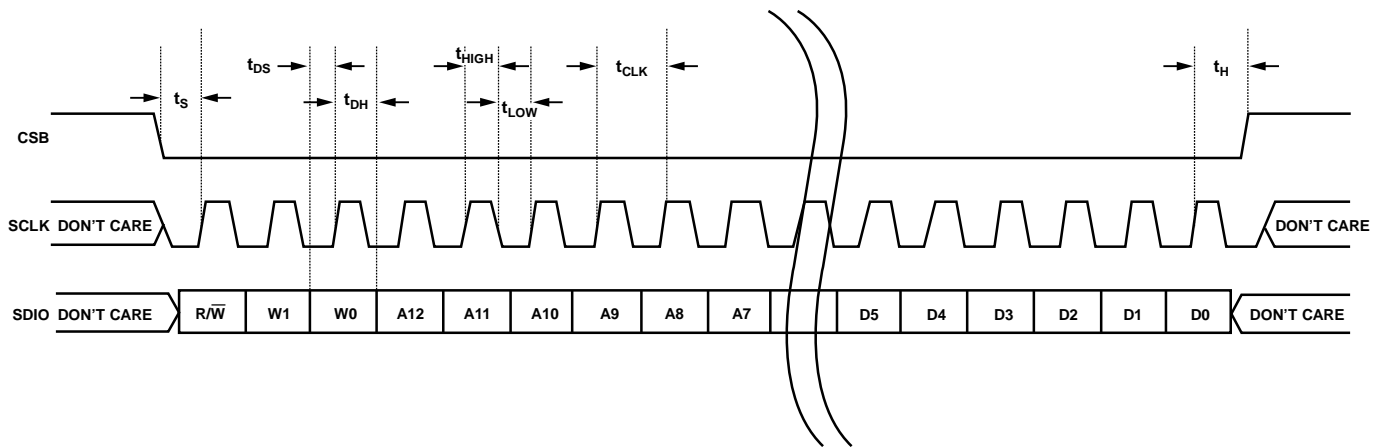 tDS
tHIGH
tCLK
tH
tS
tDH
tLOW
CSB
SCLK DON'T CARE
DON'T CARE
SDIO DON'T CARE
R/W̅
W1
W0
A12
A11
A10
A9
A8
A7
D5
D4
D3
D2
D1
D0
DON'T CARE